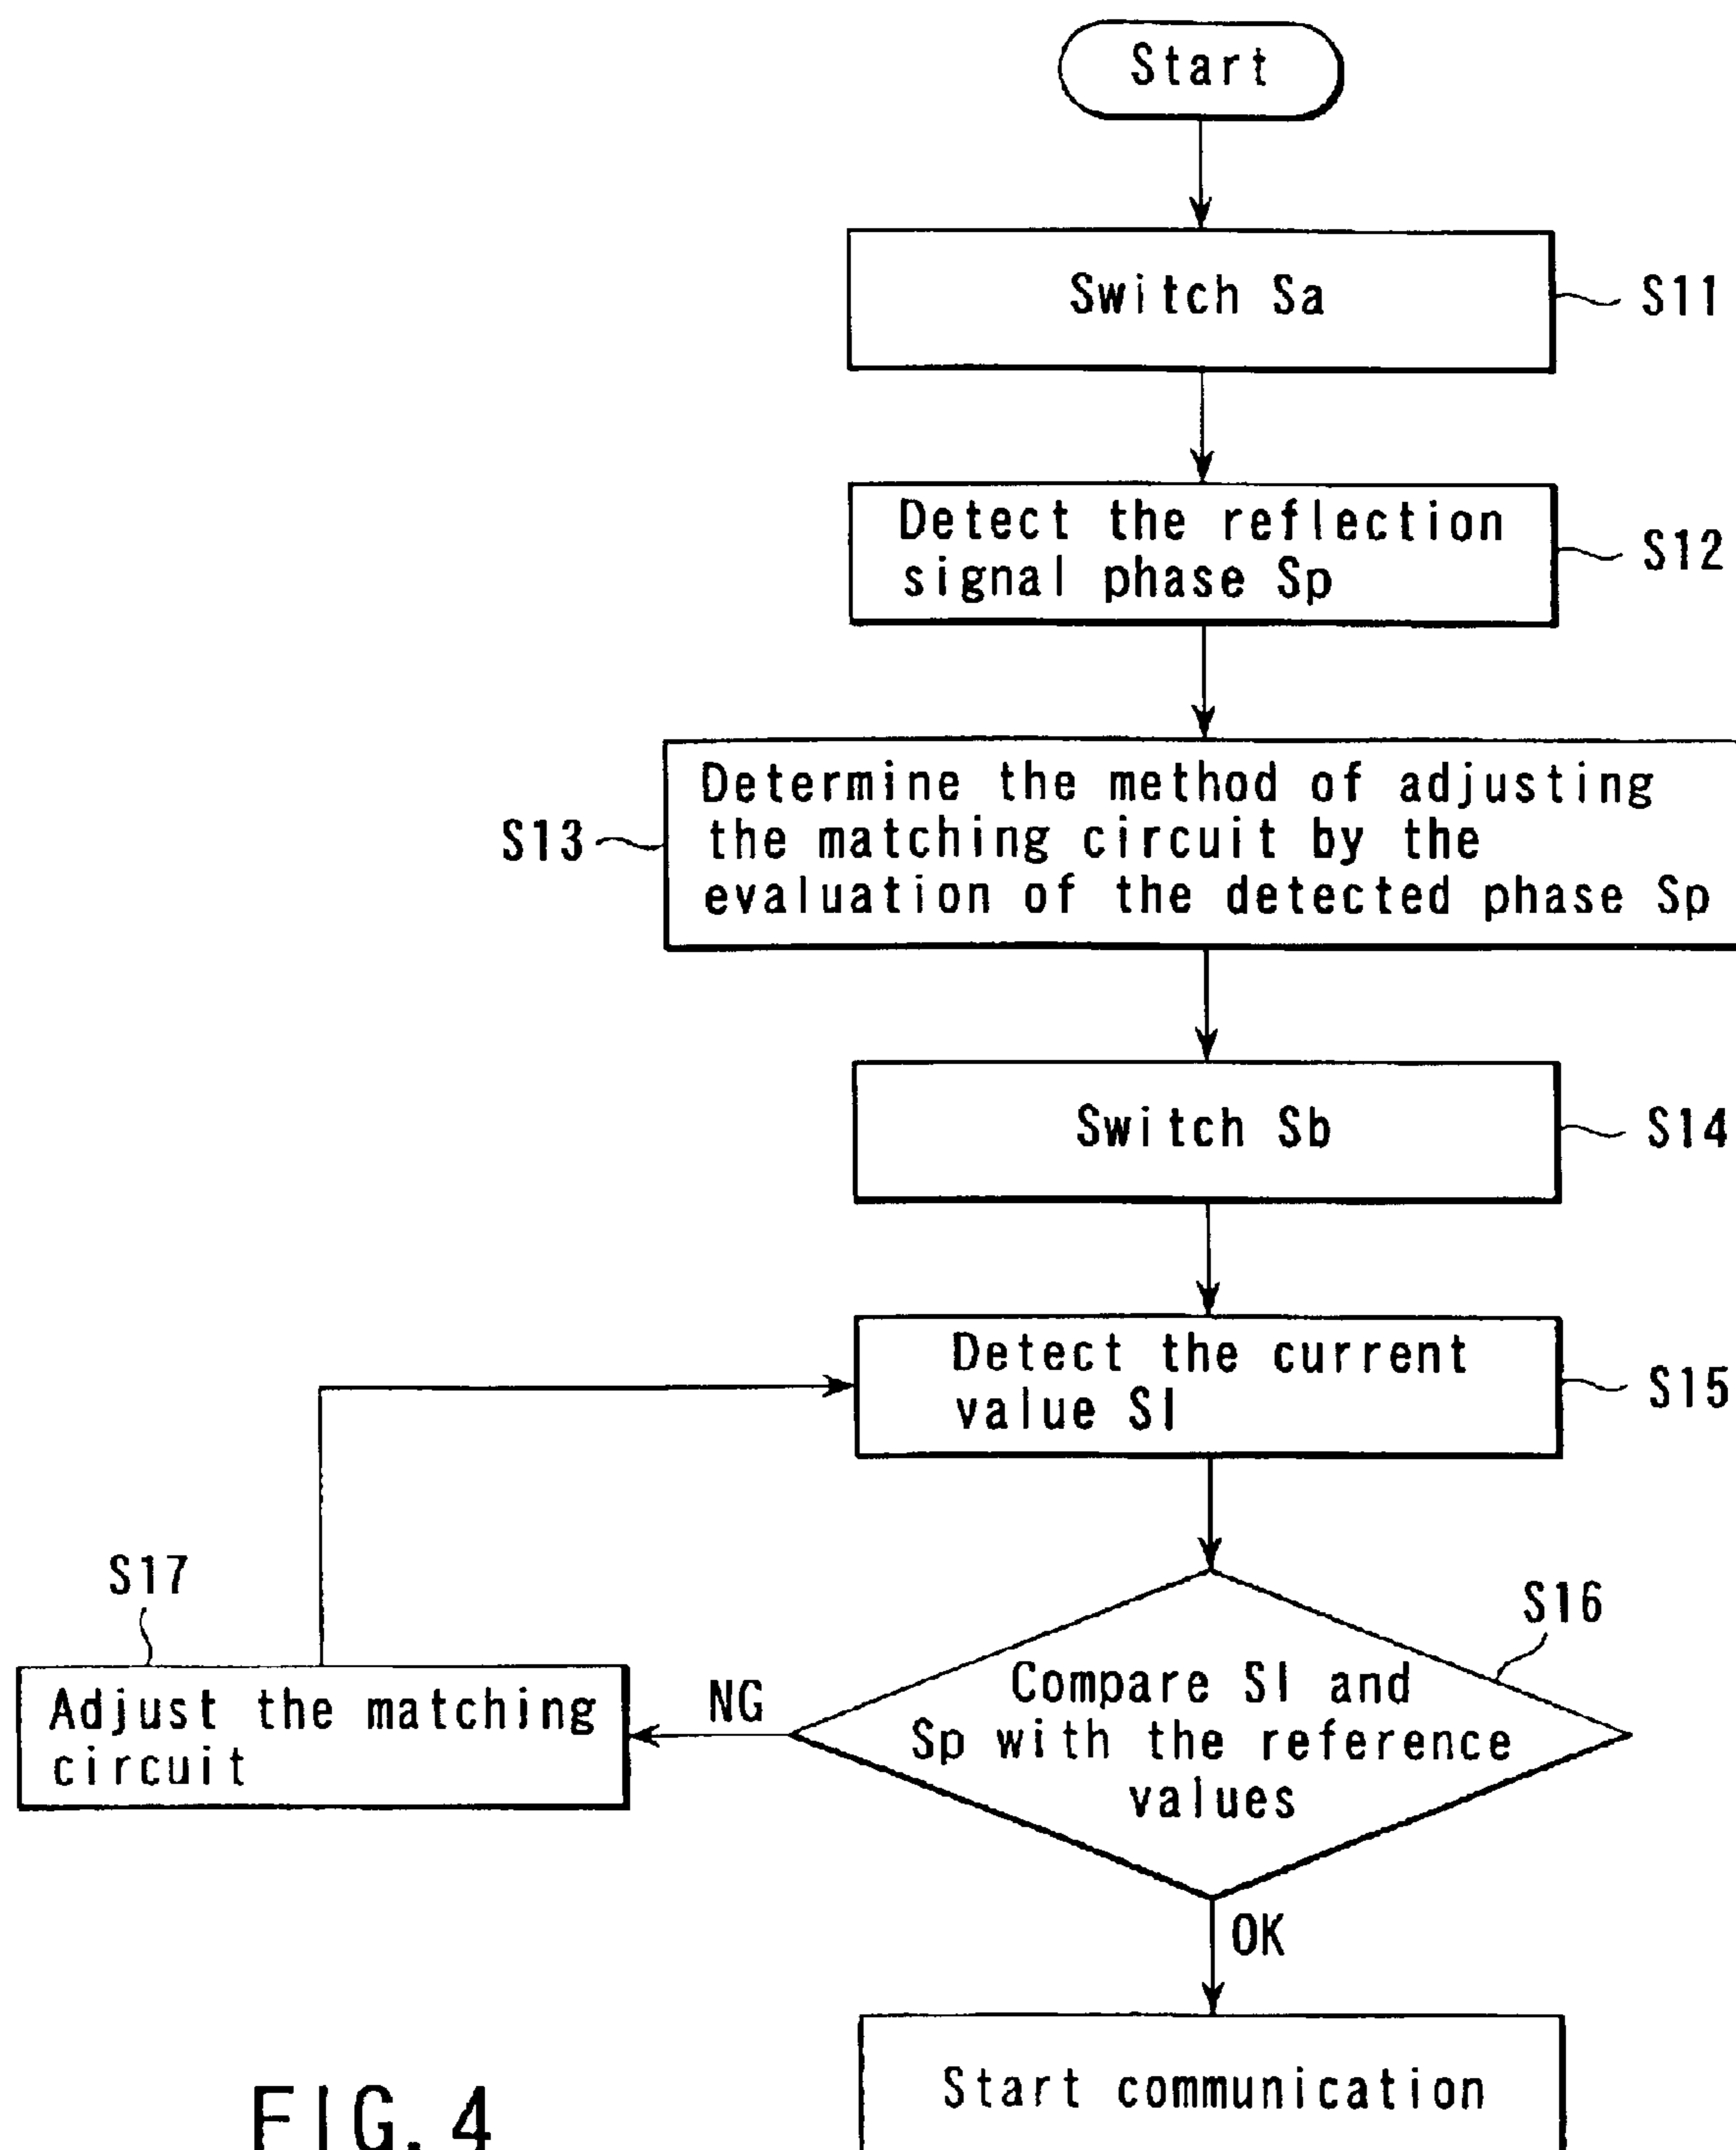 Start
Switch Sa
S11
Detect the reflection
signal phase Sp
S12
Determine the method of adjusting
the matching circuit by the
evaluation of the detected phase Sp
S13
Switch Sb
S14
Detect the current
value SI
S15
Compare SI and
Sp with the reference
values
S16
NG
Adjust the matching
circuit
S17
OK
Start communication
FIG. 4